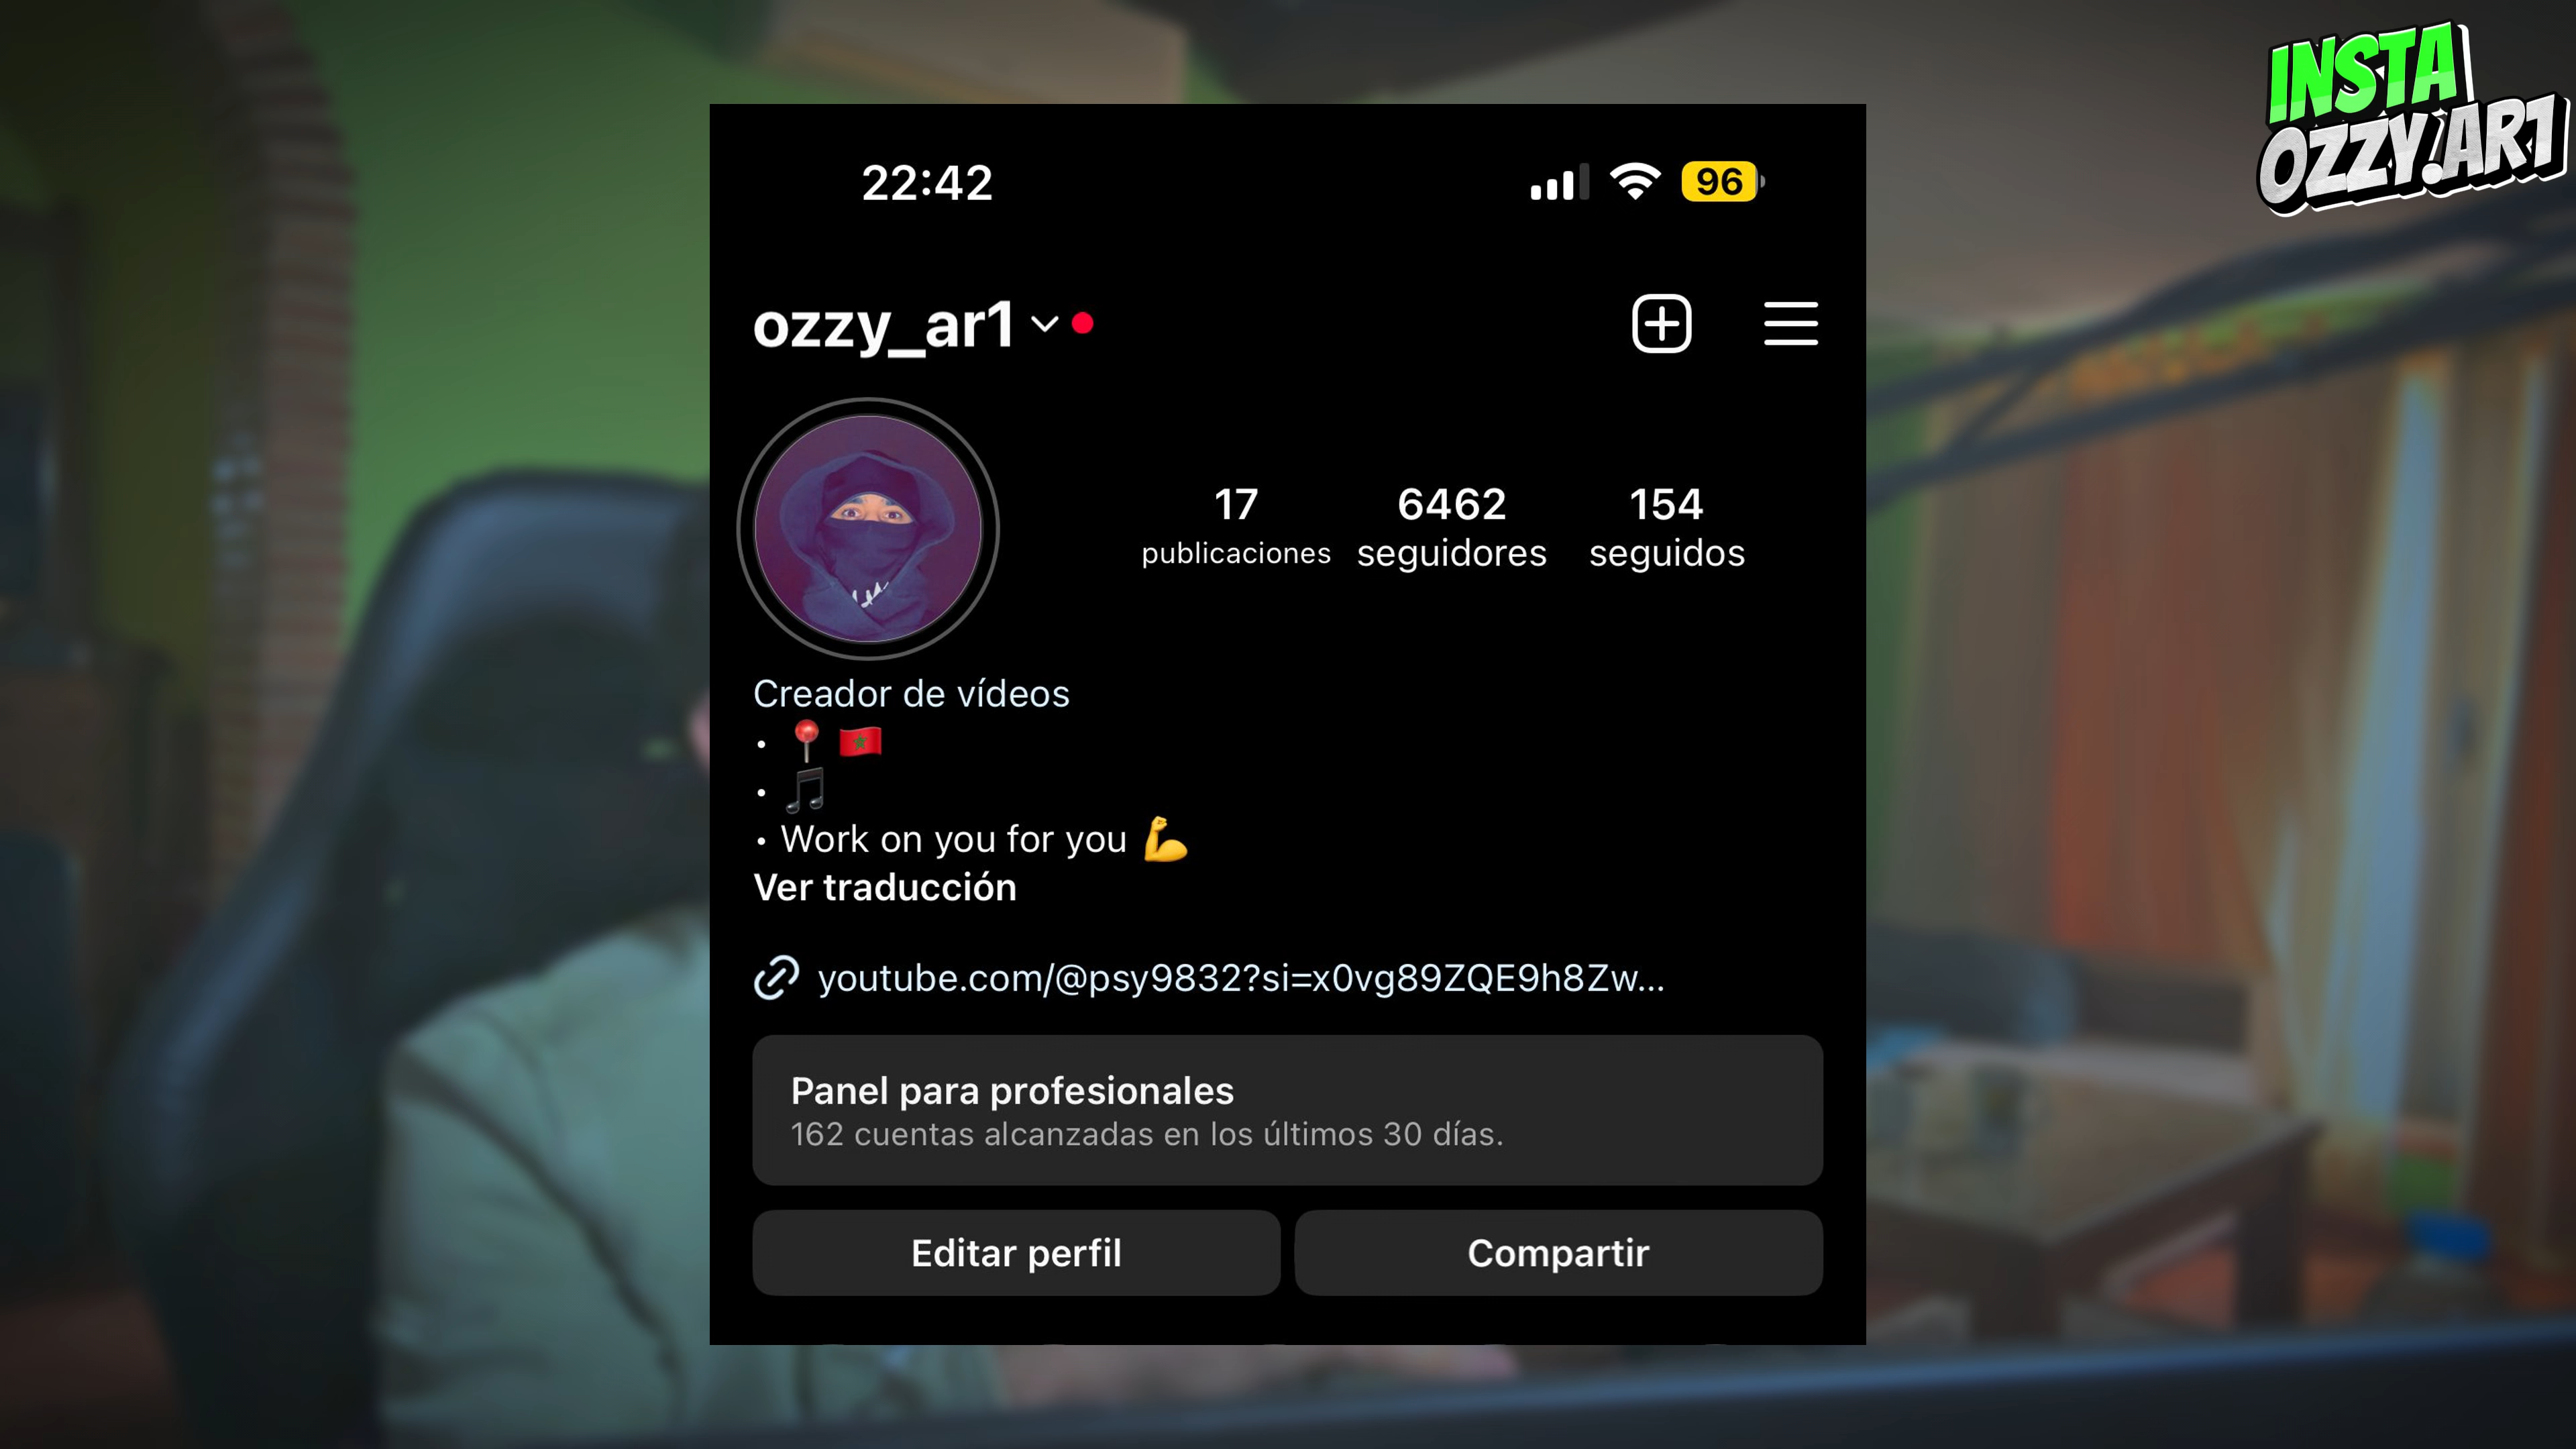 INSTA
OZZY.AR1
22:42
96
ozzy_ar1
17
publicaciones
6462
seguidores
154
seguidos
Creador de vídeos
• 📍 🇲🇦
• 🎵
• Work on you for you 💪
Ver traducción
youtube.com/@psy9832?si=x0vg89ZQE9h8Zw...
Panel para profesionales
162 cuentas alcanzadas en los últimos 30 días.
Editar perfil
Compartir